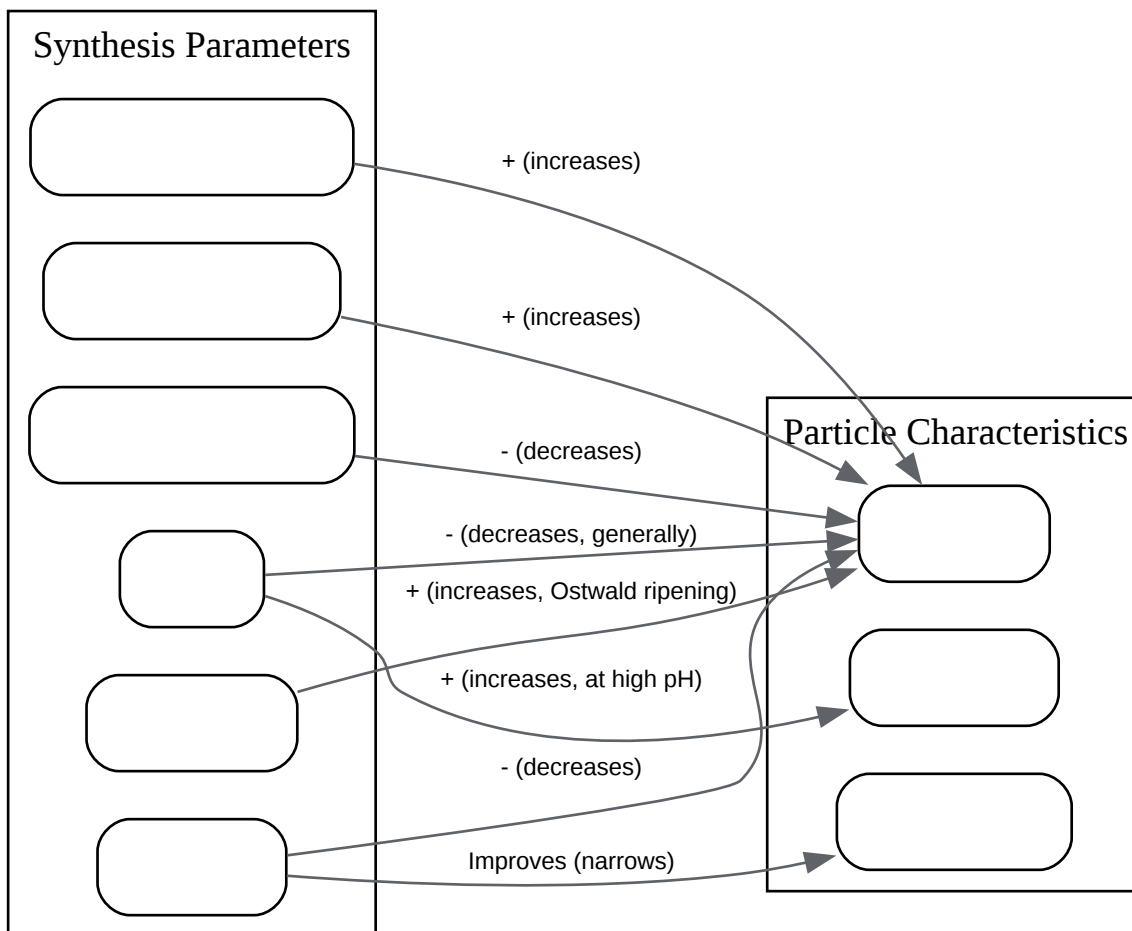 Synthesis Parameters
+ (increases)
+ (increases)
Particle Characteristics
- (decreases)
- (decreases, generally)
+ (increases, Ostwald ripening)
+ (increases, at high pH)
- (decreases)
Improves (narrows)